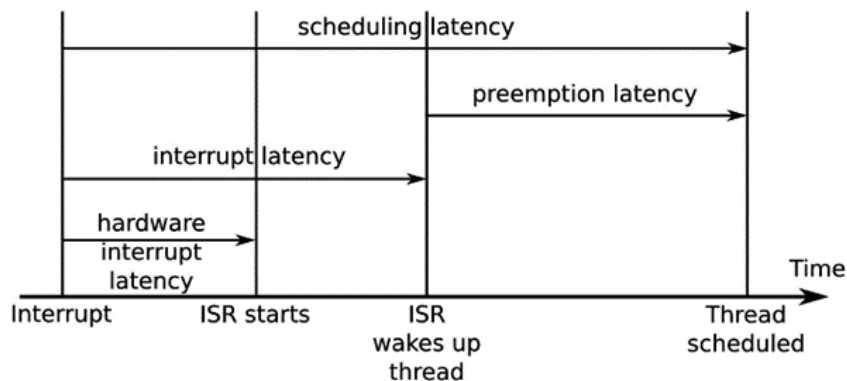 scheduling latency
preemption latency
interrupt latency
hardware
interrupt
latency
Time
Interrupt
ISR starts
ISR
wakes up
thread
Thread
scheduled